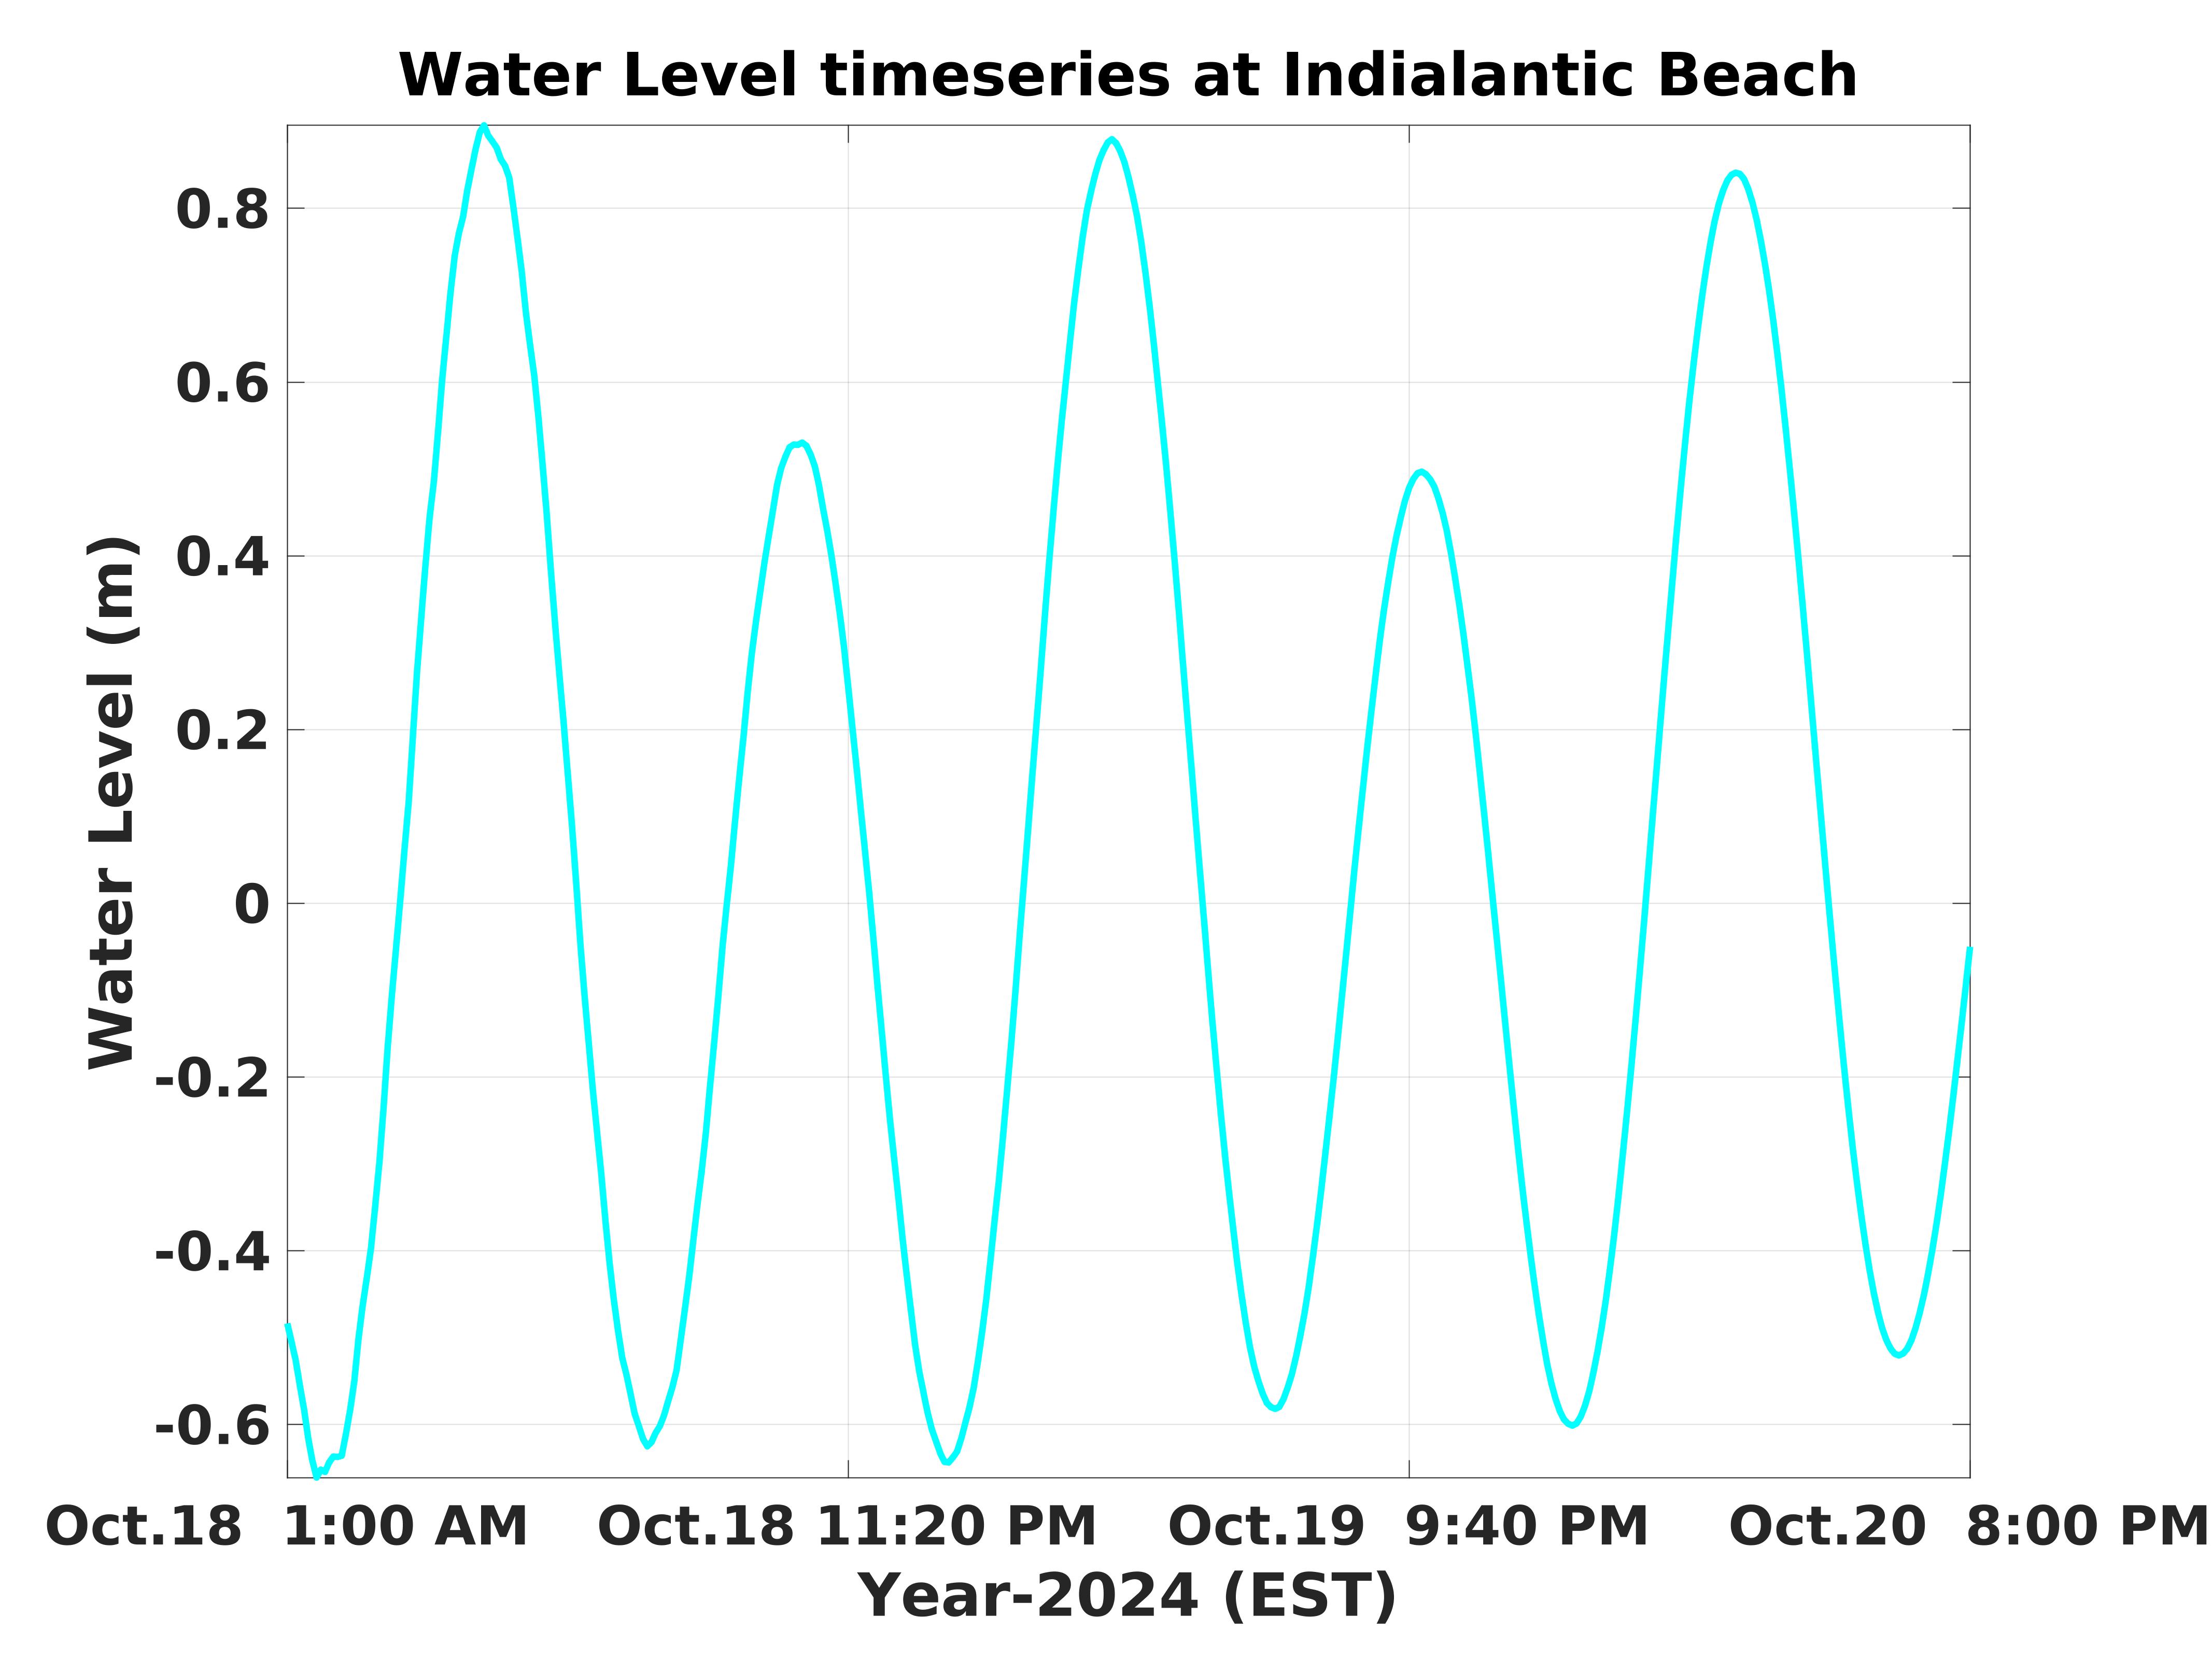 Water Level timeseries at Indialantic Beach
Water Level (m)
0.8
0.6
0.4
0.2
0
-0.2
-0.4
-0.6
Oct.18 1:00 AM Oct.18 11:20 PM Oct.19 9:40 PM Oct.20 8:00 PM
Year-2024 (EST)